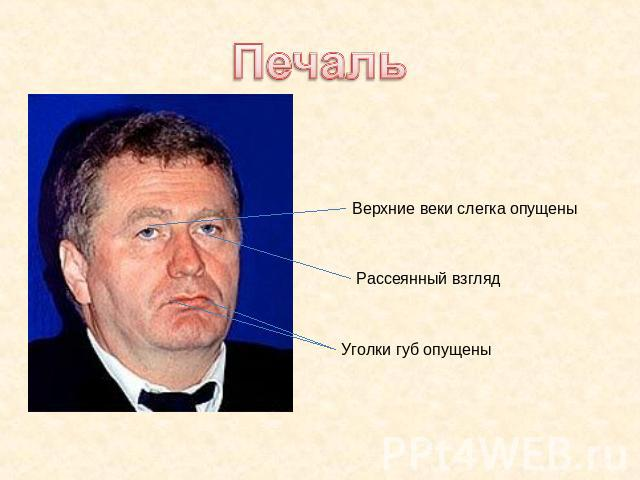 Печаль
Верхние веки слегка опущены
Рассеянный взгляд
Уголки губ опущены
PPt4WEB.ru